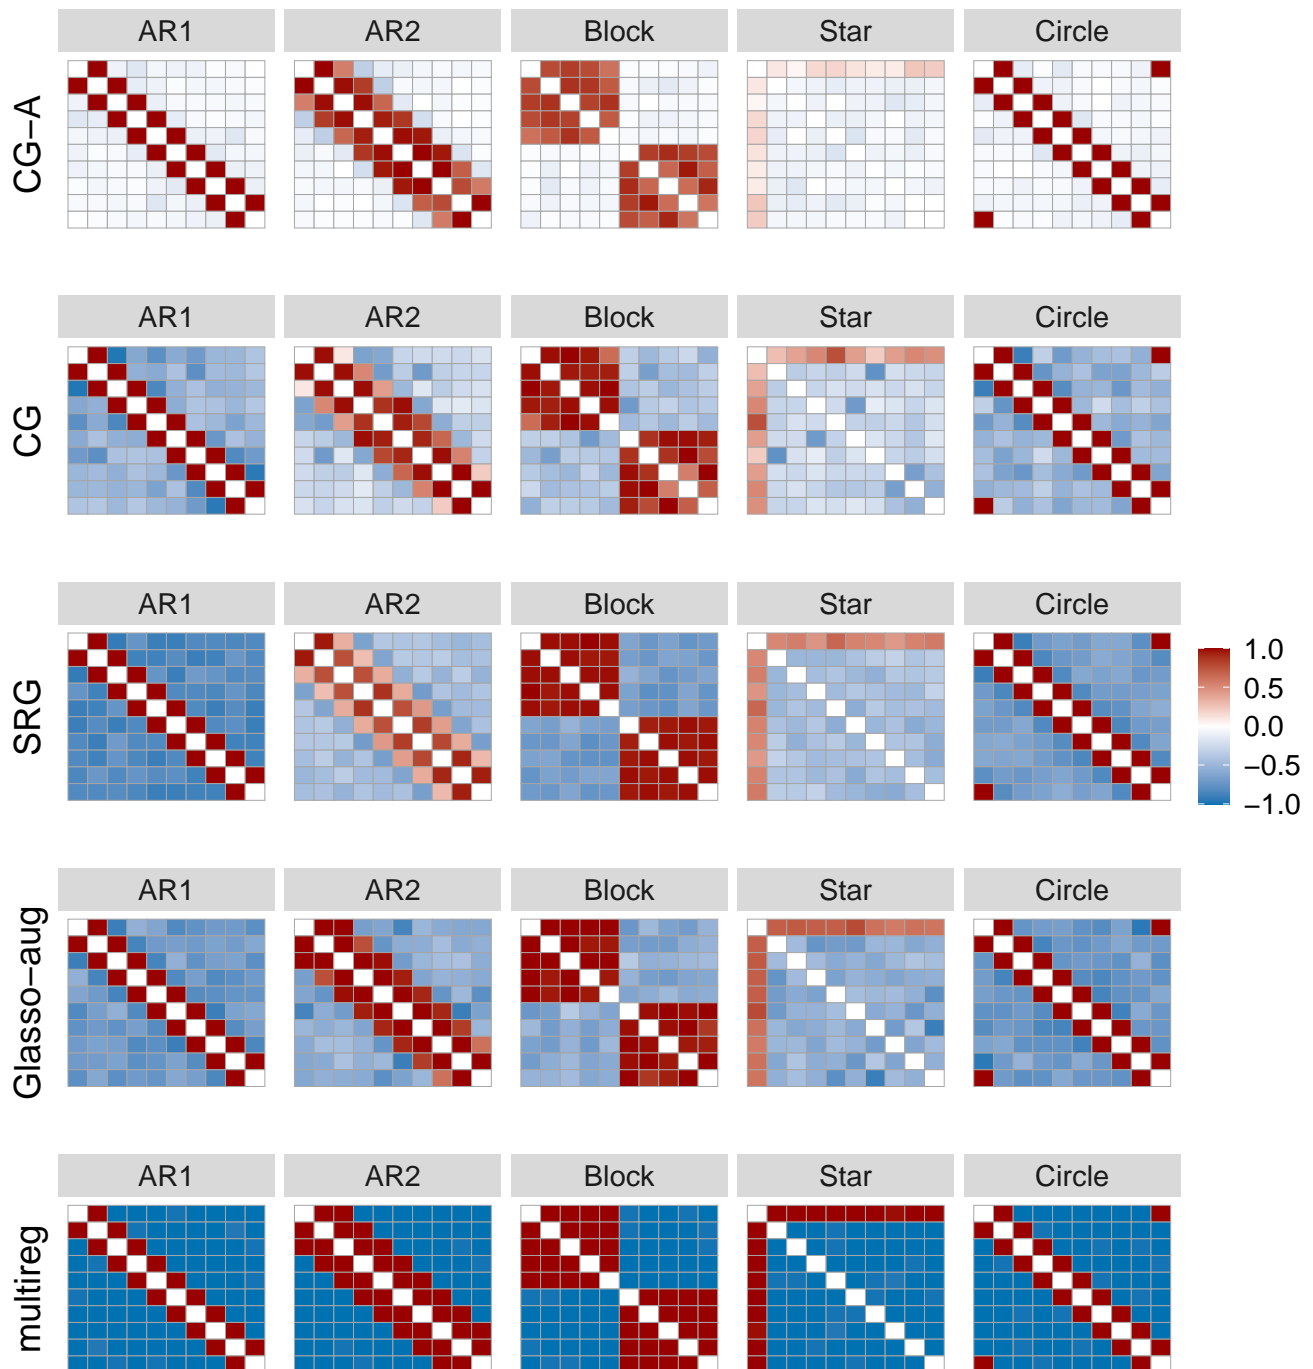 AR1 AR2 Block Star Circle
CG−A
AR1 AR2 Block Star Circle
CG
AR1 AR2 Block Star Circle
SRG
1.0
0.5
0.0
−0.5
−1.0
AR1 AR2 Block Star Circle
Glasso−aug
AR1 AR2 Block Star Circle
multireg